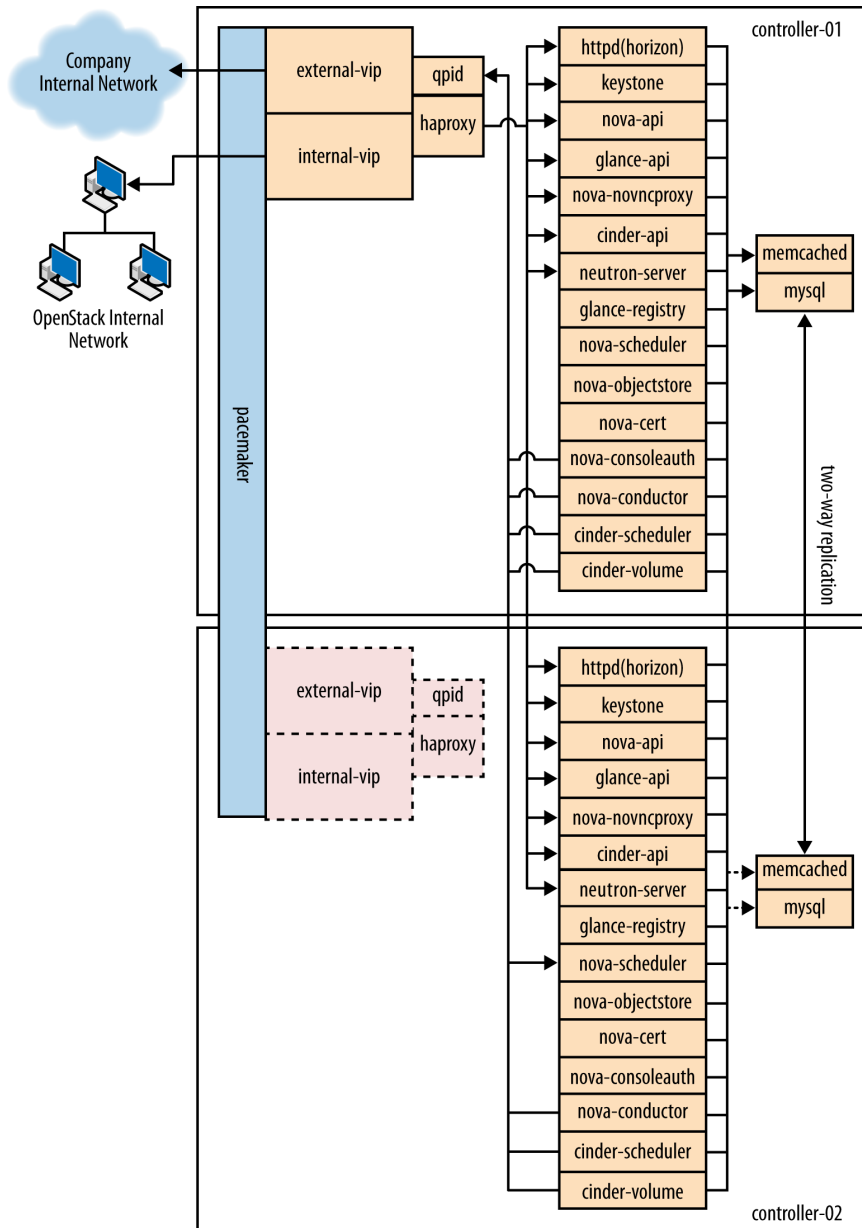 controller-01
Company
Internal Network
external-vip
qpid
haproxy
internal-vip
OpenStack Internal
Network
pacemaker
httpd(horizon)
keystone
nova-api
glance-api
nova-novncproxy
cinder-api
neutron-server
glance-registry
nova-scheduler
nova-objectstore
nova-cert
nova-consoleauth
nova-conductor
cinder-scheduler
cinder-volume
memcached
mysql
two-way replication
external-vip
qpid
haproxy
internal-vip
httpd(horizon)
keystone
nova-api
glance-api
nova-novncproxy
cinder-api
neutron-server
glance-registry
nova-scheduler
nova-objectstore
nova-cert
nova-consoleauth
nova-conductor
cinder-scheduler
cinder-volume
memcached
mysql
controller-02